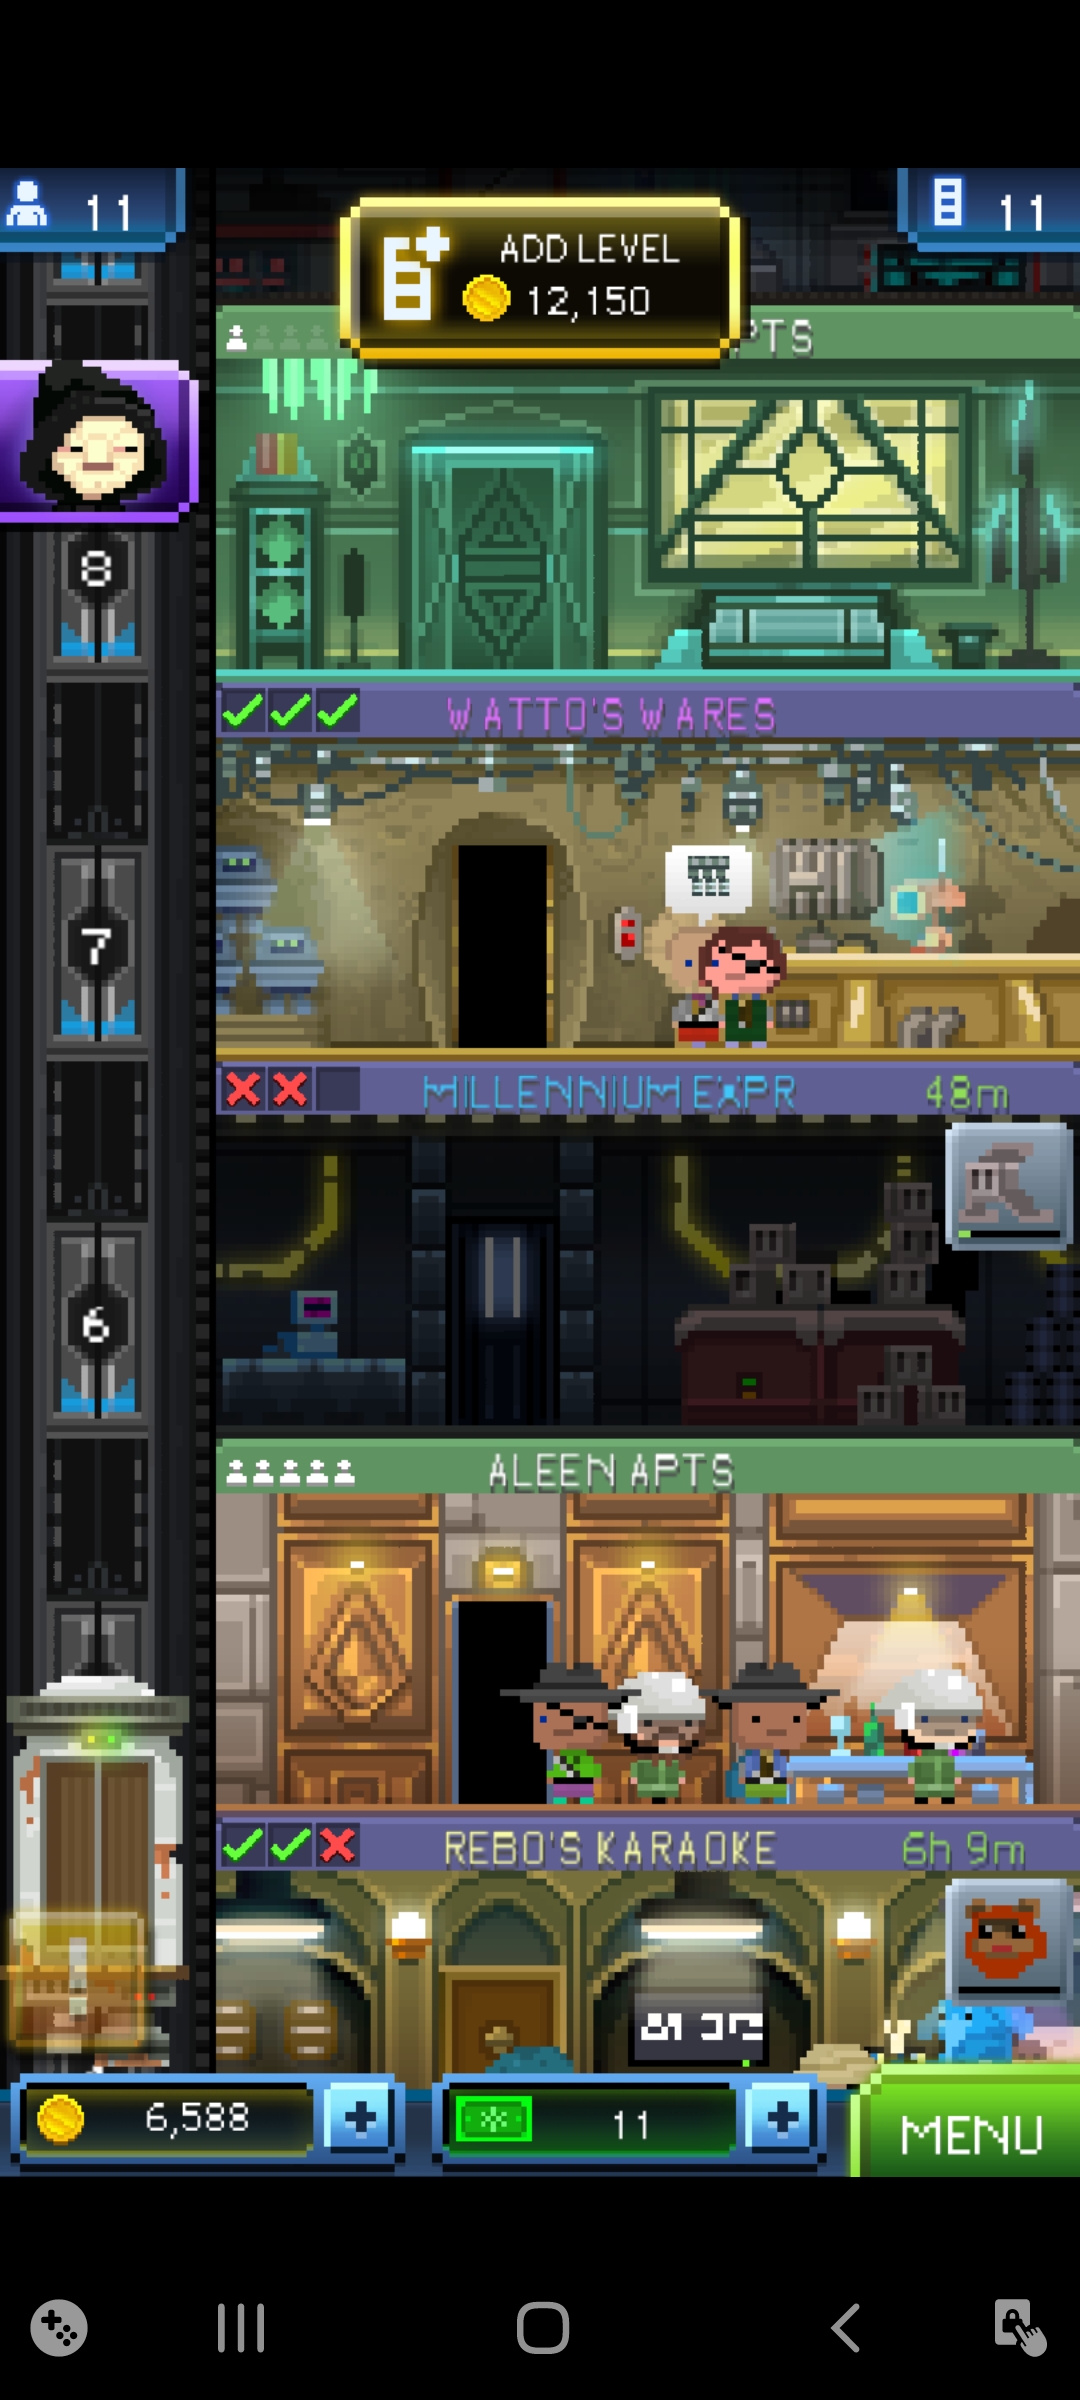 11
ADD LEVEL
12,150
11
PTS
8
WATTO'S WARES
7
MILLENNIUM EXPR
48m
6
ALEEN APTS
REBO'S KARAOKE
6h 9m
6,588
11
MENU